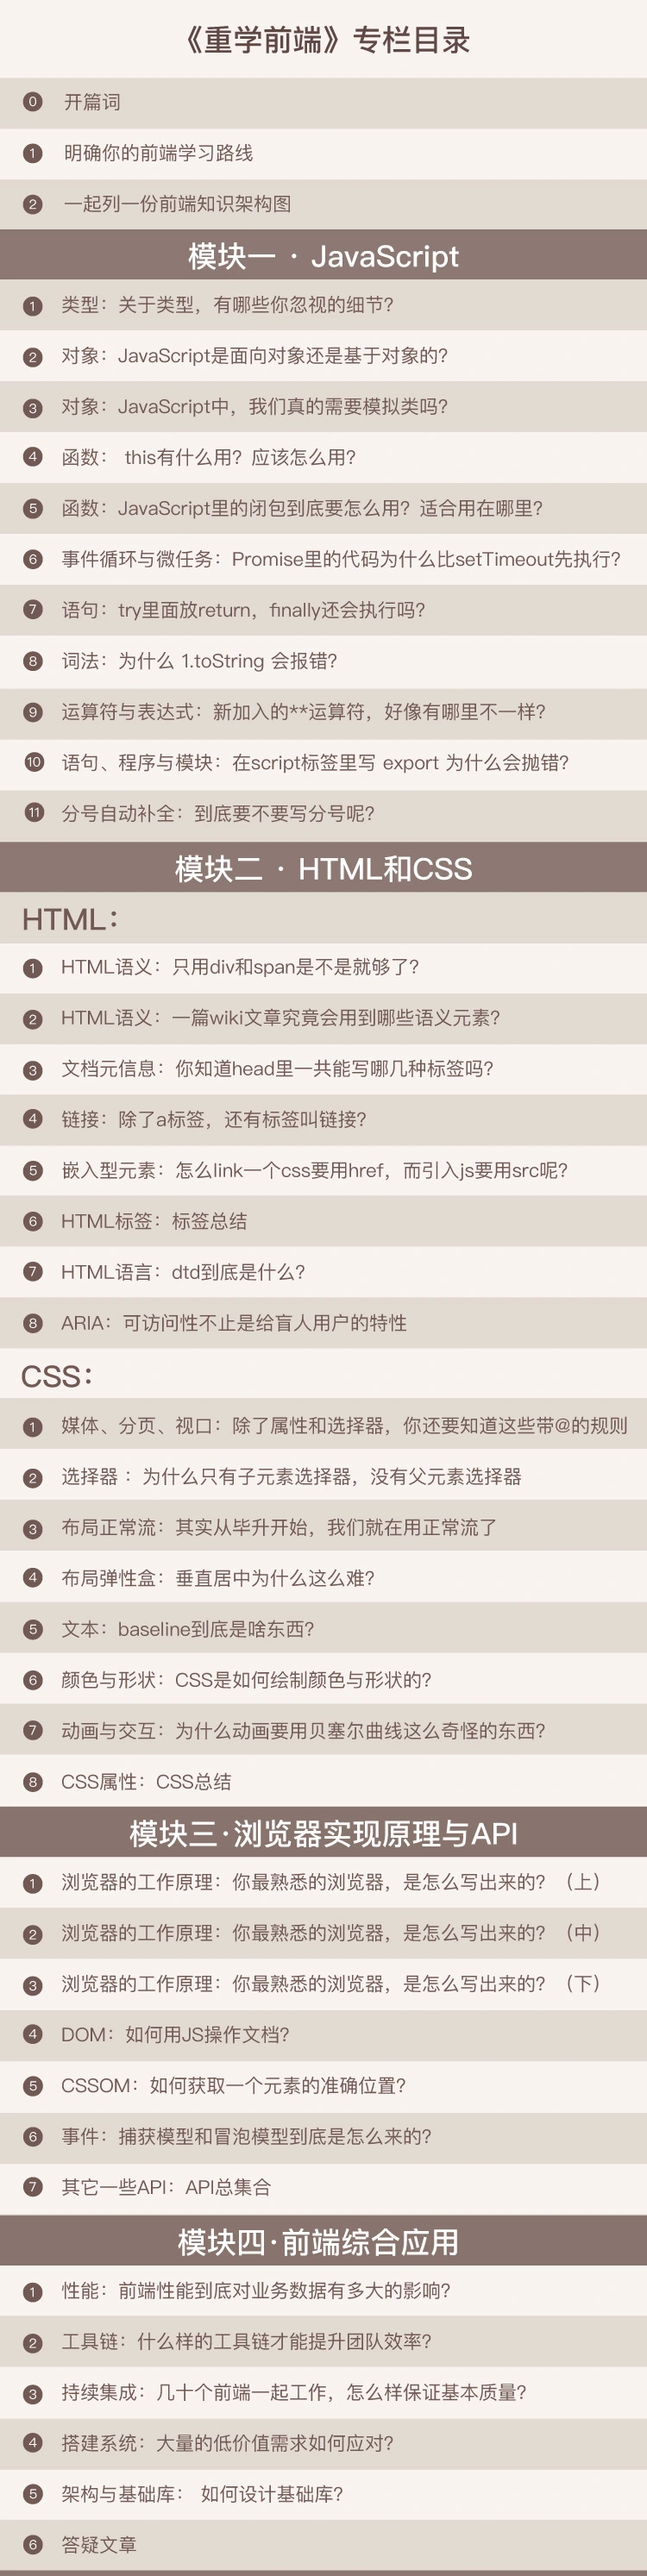 《重学前端》专栏目录
0 开篇词
1 明确你的前端学习路线
2 一起列一份前端知识架构图
模块一 · JavaScript
1 类型：关于类型，有哪些你忽视的细节？
2 对象：JavaScript是面向对象还是基于对象的？
3 对象：JavaScript中，我们真的需要模拟类吗？
4 函数： this有什么用？应该怎么用？
5 函数：JavaScript里的闭包到底要怎么用？适合用在哪里？
6 事件循环与微任务：Promise里的代码为什么比setTimeout先执行？
7 语句：try里面放return，finally还会执行吗？
8 词法：为什么 1.toString 会报错？
9 运算符与表达式：新加入的**运算符，好像有哪里不一样？
10 语句、程序与模块：在script标签里写 export 为什么会抛错？
11 分号自动补全：到底要不要写分号呢？
模块二 · HTML和CSS
HTML：
1 HTML语义：只用div和span是不是就够了？
2 HTML语义：一篇wiki文章究竟会用到哪些语义元素？
3 文档元信息：你知道head里一共能写哪几种标签吗？
4 链接：除了a标签，还有标签叫链接？
5 嵌入型元素：怎么link一个css要用href，而引入js要用src呢？
6 HTML标签：标签总结
7 HTML语言：dtd到底是什么？
8 ARIA：可访问性不止是给盲人用户的特性
CSS：
1 媒体、分页、视口：除了属性和选择器，你还要知道这些带@的规则
2 选择器 ：为什么只有子元素选择器，没有父元素选择器
3 布局正常流：其实从毕升开始，我们就在用正常流了
4 布局弹性盒：垂直居中为什么这么难？
5 文本：baseline到底是啥东西？
6 颜色与形状：CSS是如何绘制颜色与形状的？
7 动画与交互：为什么动画要用贝塞尔曲线这么奇怪的东西？
8 CSS属性：CSS总结
模块三·浏览器实现原理与API
1 浏览器的工作原理：你最熟悉的浏览器，是怎么写出来的？（上）
2 浏览器的工作原理：你最熟悉的浏览器，是怎么写出来的？（中）
3 浏览器的工作原理：你最熟悉的浏览器，是怎么写出来的？（下）
4 DOM：如何用JS操作文档？
5 CSSOM：如何获取一个元素的准确位置？
6 事件：捕获模型和冒泡模型到底是怎么来的？
7 其它一些API：API总集合
模块四·前端综合应用
1 性能：前端性能到底对业务数据有多大的影响？
2 工具链：什么样的工具链才能提升团队效率？
3 持续集成：几十个前端一起工作，怎么样保证基本质量？
4 搭建系统：大量的低价值需求如何应对？
5 架构与基础库： 如何设计基础库？
6 答疑文章